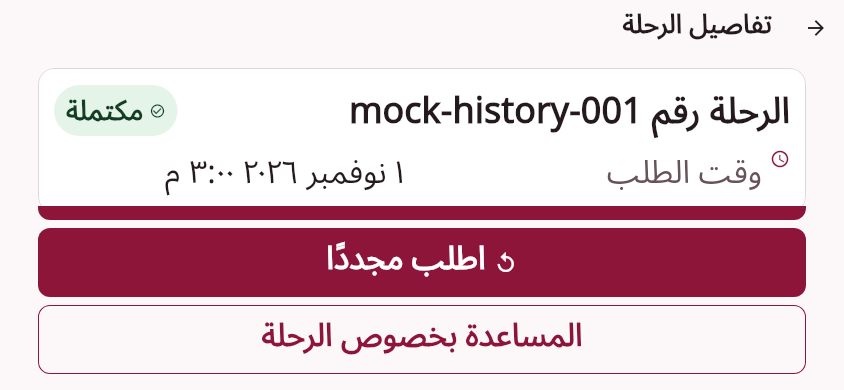 تفاصيل الرحلة
الرحلة رقم mock-history-001
مكتملة
وقت الطلب
١ نوفمبر ٢٠٢٦ ٣:٠٠ م
اطلب مجددًا
المساعدة بخصوص الرحلة